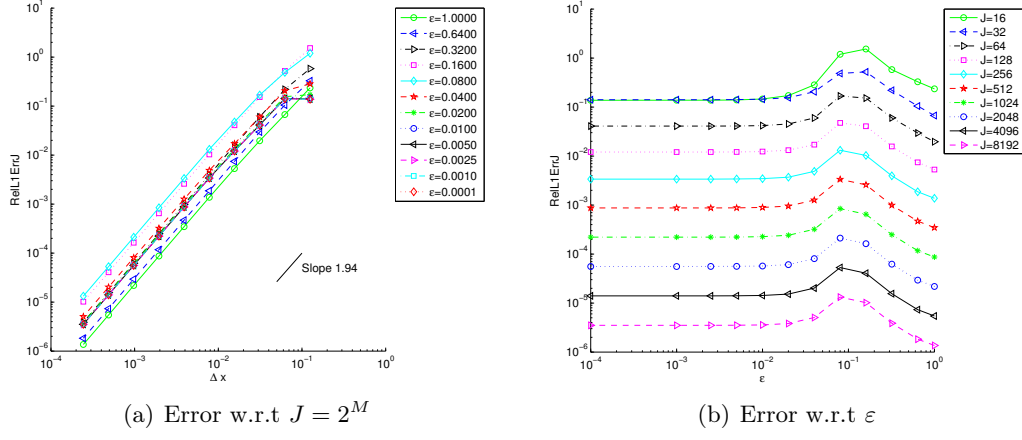 RelL1ErrJ
10^1
10^0
10^-1
10^-2
10^-3
10^-4
10^-5
10^-6
10^-4
10^-3
10^-2
10^-1
10^0
Δ x
Slope 1.94
ε=1.0000
ε=0.6400
ε=0.3200
ε=0.1600
ε=0.0800
ε=0.0400
ε=0.0200
ε=0.0100
ε=0.0050
ε=0.0025
ε=0.0010
ε=0.0001
(a) Error w.r.t J = 2^M
RelL1ErrJ
10^1
10^0
10^-1
10^-2
10^-3
10^-4
10^-5
10^-6
10^-4
10^-3
10^-2
10^-1
10^0
ε
J=16
J=32
J=64
J=128
J=256
J=512
J=1024
J=2048
J=4096
J=8192
(b) Error w.r.t ε